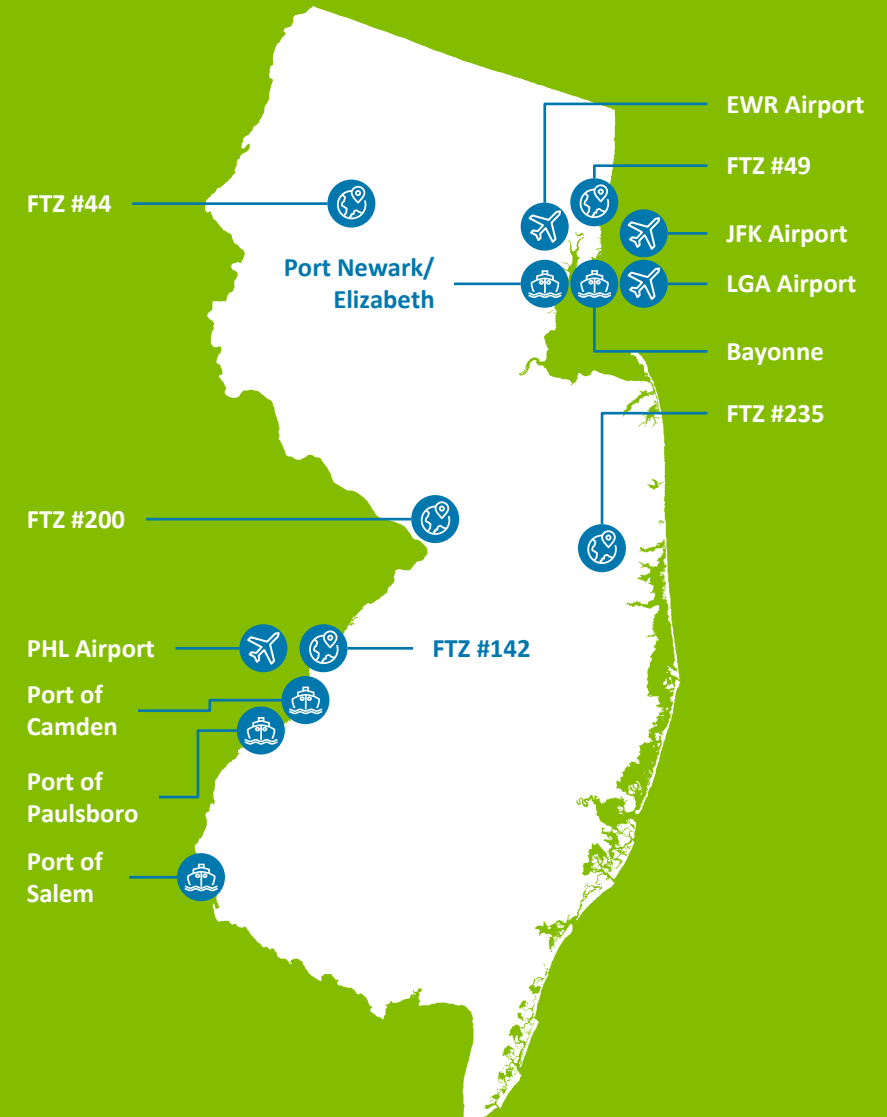 EWR Airport
FTZ #49
FTZ #44
JFK Airport
Port Newark/
Elizabeth
LGA Airport
Bayonne
FTZ #235
FTZ #200
PHL Airport
FTZ #142
Port of
Camden
Port of
Paulsboro
Port of
Salem